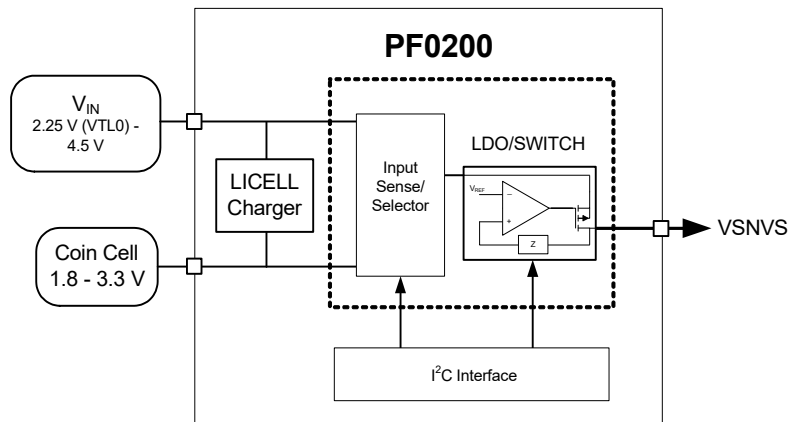 PF0200
V_IN
2.25 V (VTL0) -
4.5 V
LICELL
Charger
Coin Cell
1.8 - 3.3 V
Input
Sense/
Selector
LDO/SWITCH
V_REF
−
+
Z
VSNVS
I²C Interface